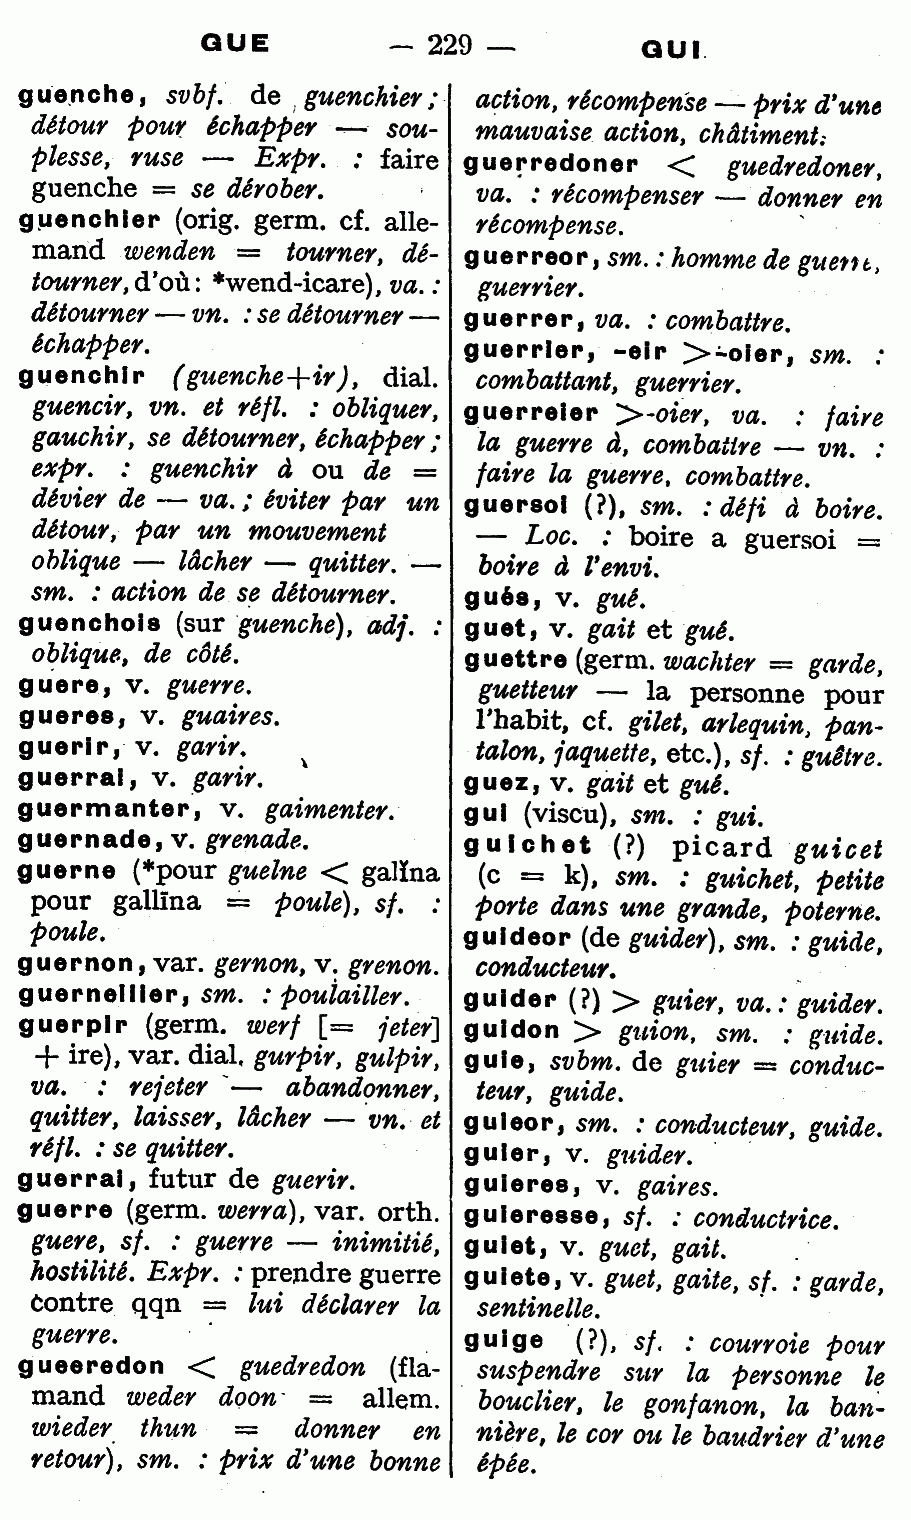 GUE — 229 — GUI
guenche, svbf. de guenchier ;
détour pour échapper — sou-
plesse, ruse — Expr. : faire
guenche = se dérober.
guenchier (orig. germ. cf. alle-
mand wenden = tourner, dé-
tourner, d'où : *wend-icare), va. :
détourner — vn. : se détourner —
échapper.
guenchir (guenche+ir), dial.
guencir, vn. et réfl. : obliquer,
gauchir, se détourner, échapper ;
expr. : guenchir à ou de =
dévier de — va. ; éviter par un
détour, par un mouvement
oblique — lâcher — quitter. —
sm. : action de se détourner.
guenchois (sur guenche), adj. :
oblique, de côté.
guere, v. guerre.
gueres, v. guaires.
guerir, v. garir.
guerrai, v. garir.
guermanter, v. gaimenter.
guernade, v. grenade.
guerne (*pour guelne < galĭna
pour gallīna = poule), sf. :
poule.
guernon, var. gernon, v. grenon.
guerneillier, sm. : poulailler.
guerpir (germ. werf [= jeter]
+ ire), var. dial. gurpir, gulpir,
va. : rejeter — abandonner,
quitter, laisser, lâcher — vn. et
réfl. : se quitter.
guerrai, futur de guerir.
guerre (germ. werra), var. orth.
guere, sf. : guerre — inimitié,
hostilité. Expr. : prendre guerre
contre qqn = lui déclarer la
guerre.
gueeredon < guedredon (fla-
mand weder doon = allem.
wieder thun = donner en
retour), sm. : prix d'une bonne
action, récompense — prix d'une
mauvaise action, châtiment.
guerredoner < guedredoner,
va. : récompenser — donner en
récompense.
guerreor, sm. : homme de guerre,
guerrier.
guerrer, va. : combattre.
guerrier, -eir >-oier, sm. :
combattant, guerrier.
guerreier >-oier, va. : faire
la guerre à, combattre — vn. :
faire la guerre, combattre.
guersoi (?), sm. : défi à boire.
— Loc. : boire a guersoi =
boire à l'envi.
gués, v. gué.
guet, v. gait et gué.
guettre (germ. wachter = garde,
guetteur — la personne pour
l'habit, cf. gilet, arlequin, pan-
talon, jaquette, etc.), sf. : guêtre.
guez, v. gait et gué.
gui (viscu), sm. : gui.
guichet (?) picard guicet
(c = k), sm. : guichet, petite
porte dans une grande, poterne.
guideor (de guider), sm. : guide,
conducteur.
guider (?) > guier, va. : guider.
guidon > guion, sm. : guide.
guie, svbm. de guier = conduc-
teur, guide.
guieor, sm. : conducteur, guide.
guier, v. guider.
guieres, v. gaires.
guieresse, sf. : conductrice.
guiet, v. guet, gait.
guiete, v. guet, gaite, sf. : garde,
sentinelle.
guige (?), sf. : courroie pour
suspendre sur la personne le
bouclier, le gonfanon, la ban-
nière, le cor ou le baudrier d'une
épée.